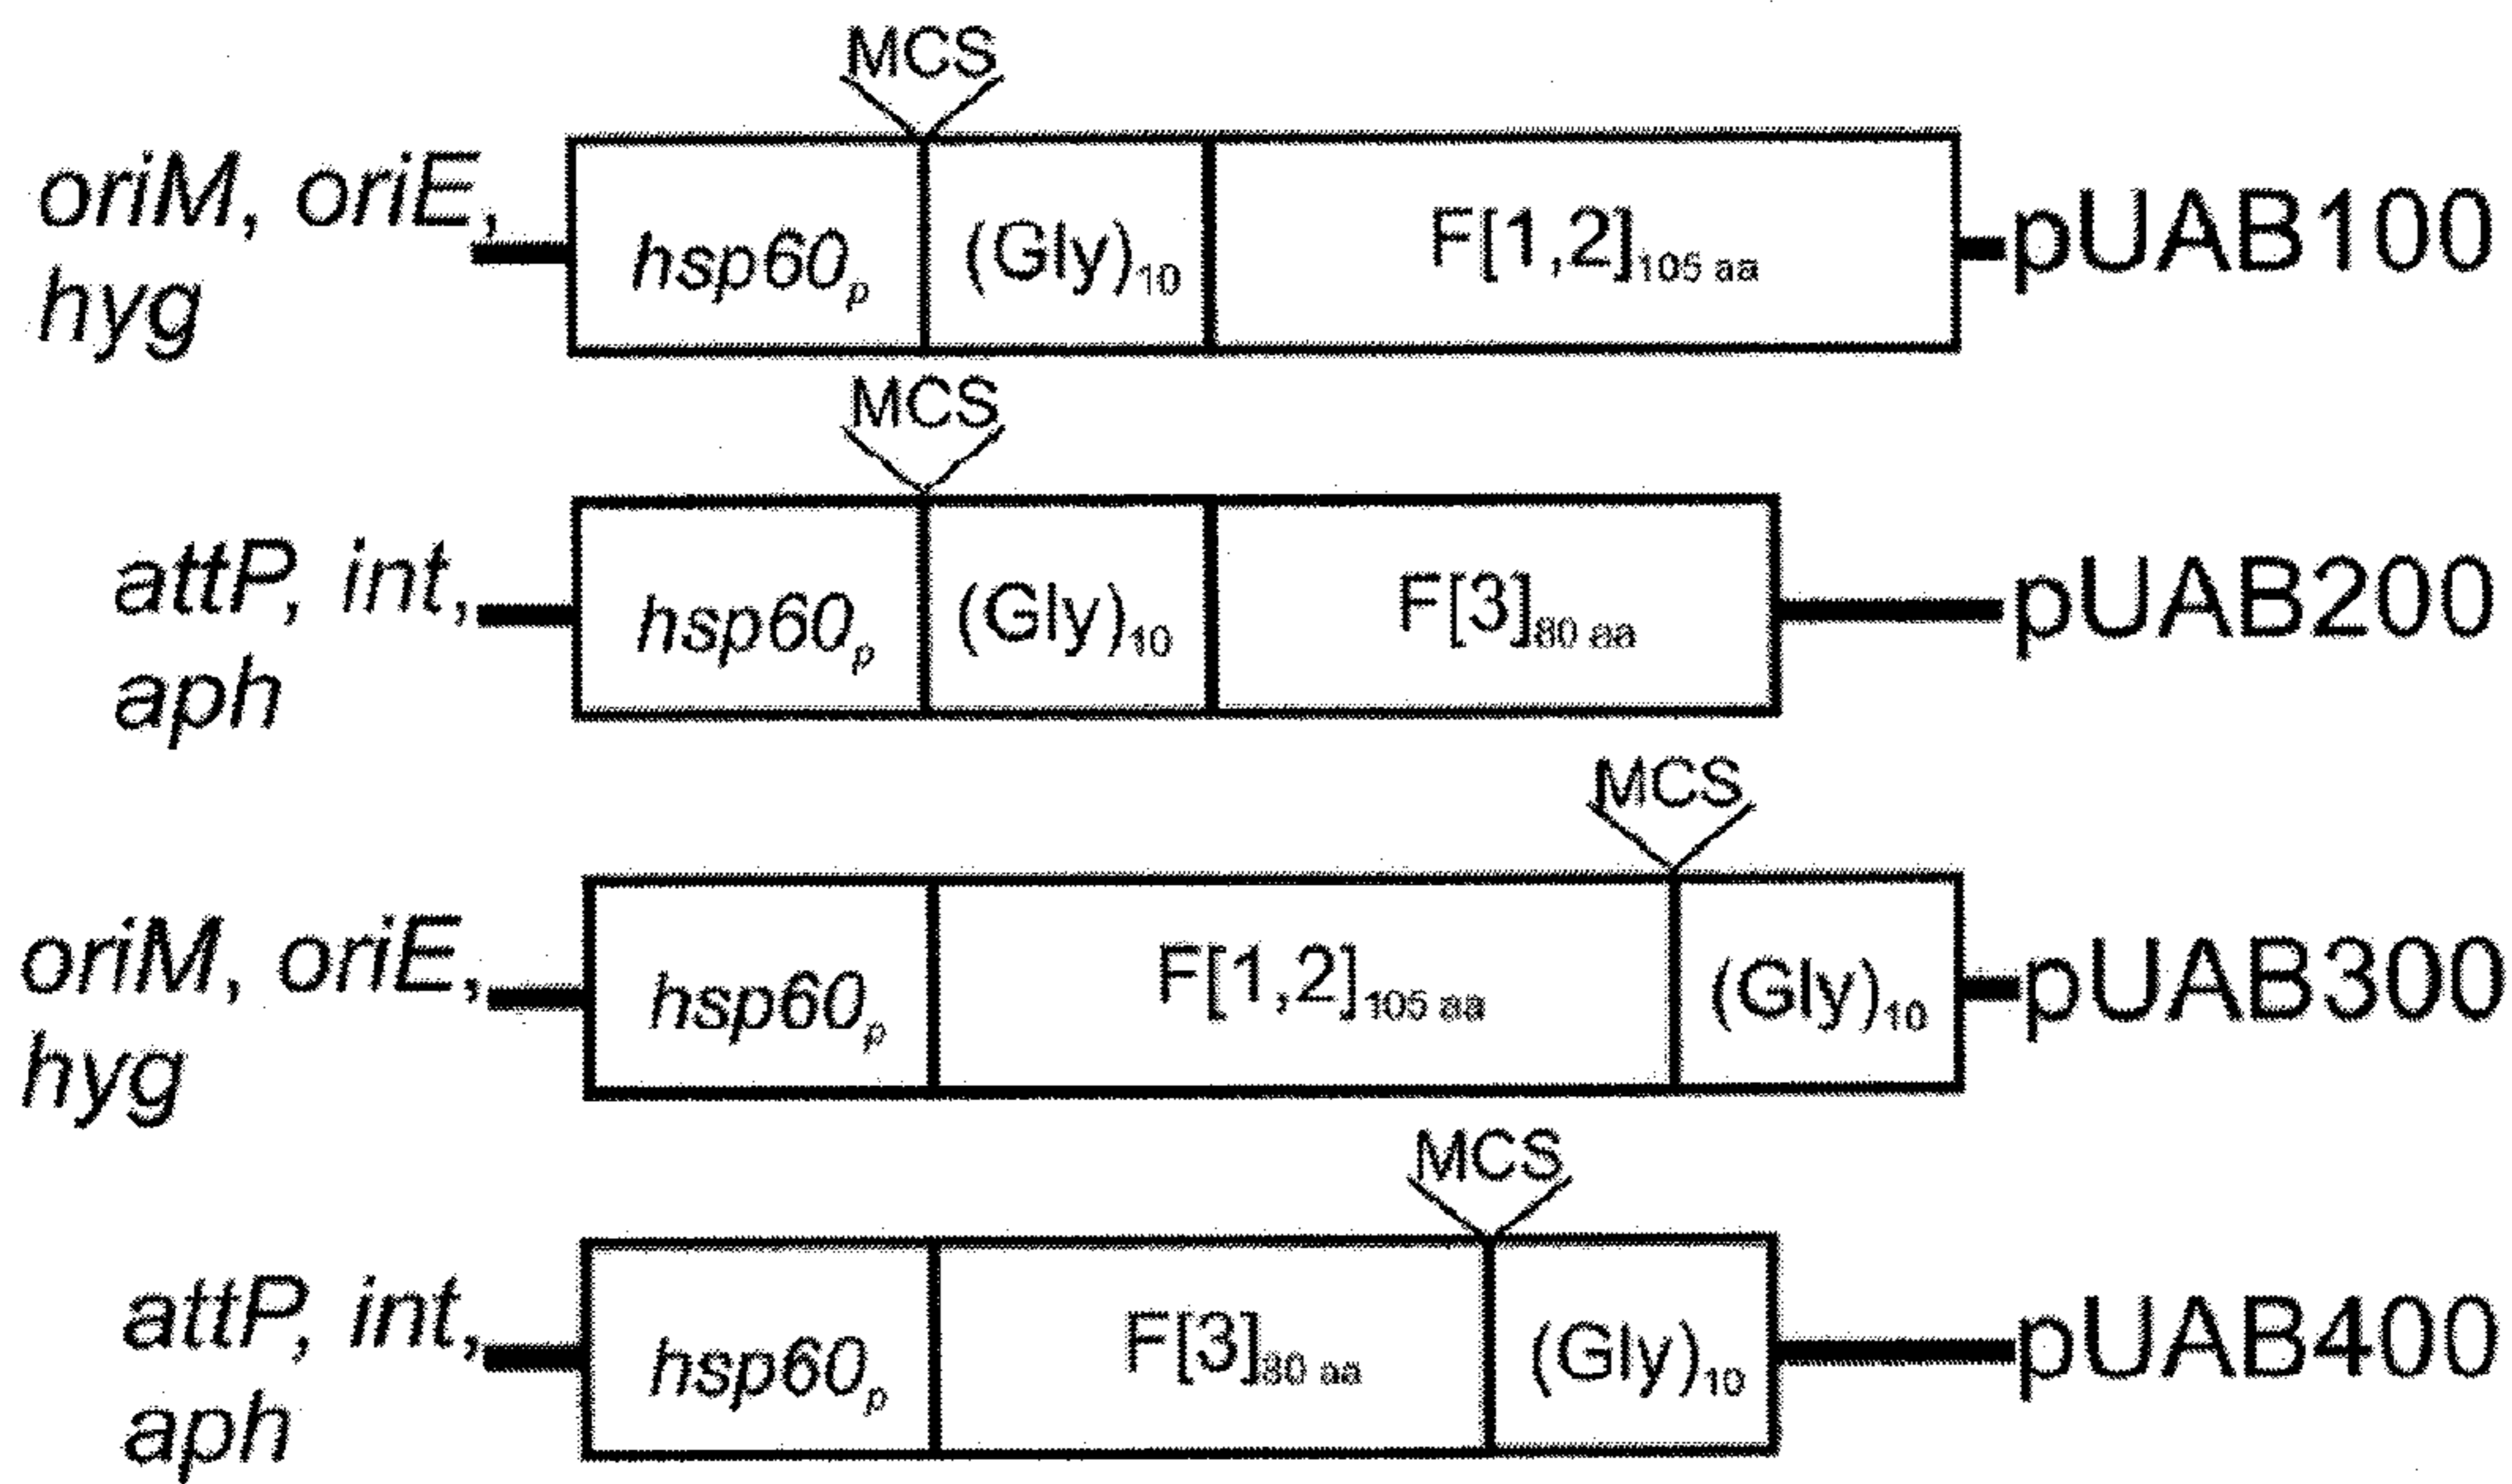 MCS
oriM, oriE,
hyg
hsp60p
(Gly)10
F[1,2]105 aa
pUAB100
MCS
attP, int,
aph
hsp60p
(Gly)10
F[3]80 aa
pUAB200
MCS
oriM, oriE,
hyg
hsp60p
F[1,2]105 aa
(Gly)10
pUAB300
MCS
attP, int,
aph
hsp60p
F[3]80 aa
(Gly)10
pUAB400